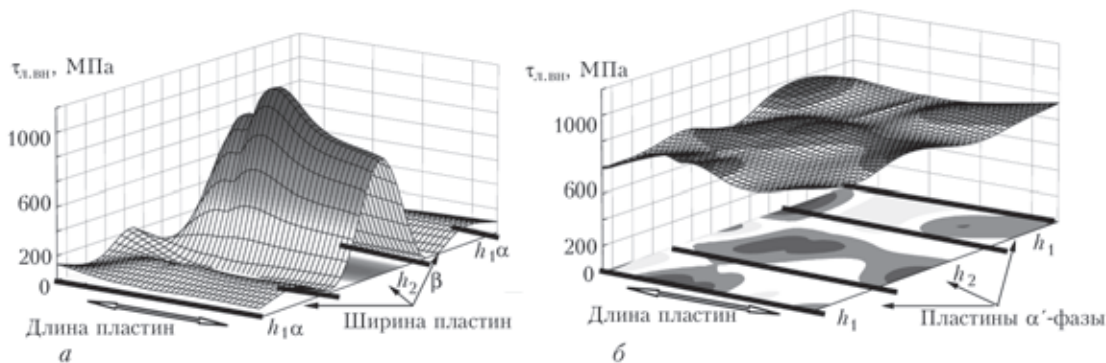 τл.вн, МПа
1000
600
200
0
h1α
h2 β
h1α
Длина пластин
Ширина пластин
а
τл.вн, МПа
1000
600
200
0
h1
h2
h1
Длина пластин
Пластины α′-фазы
б